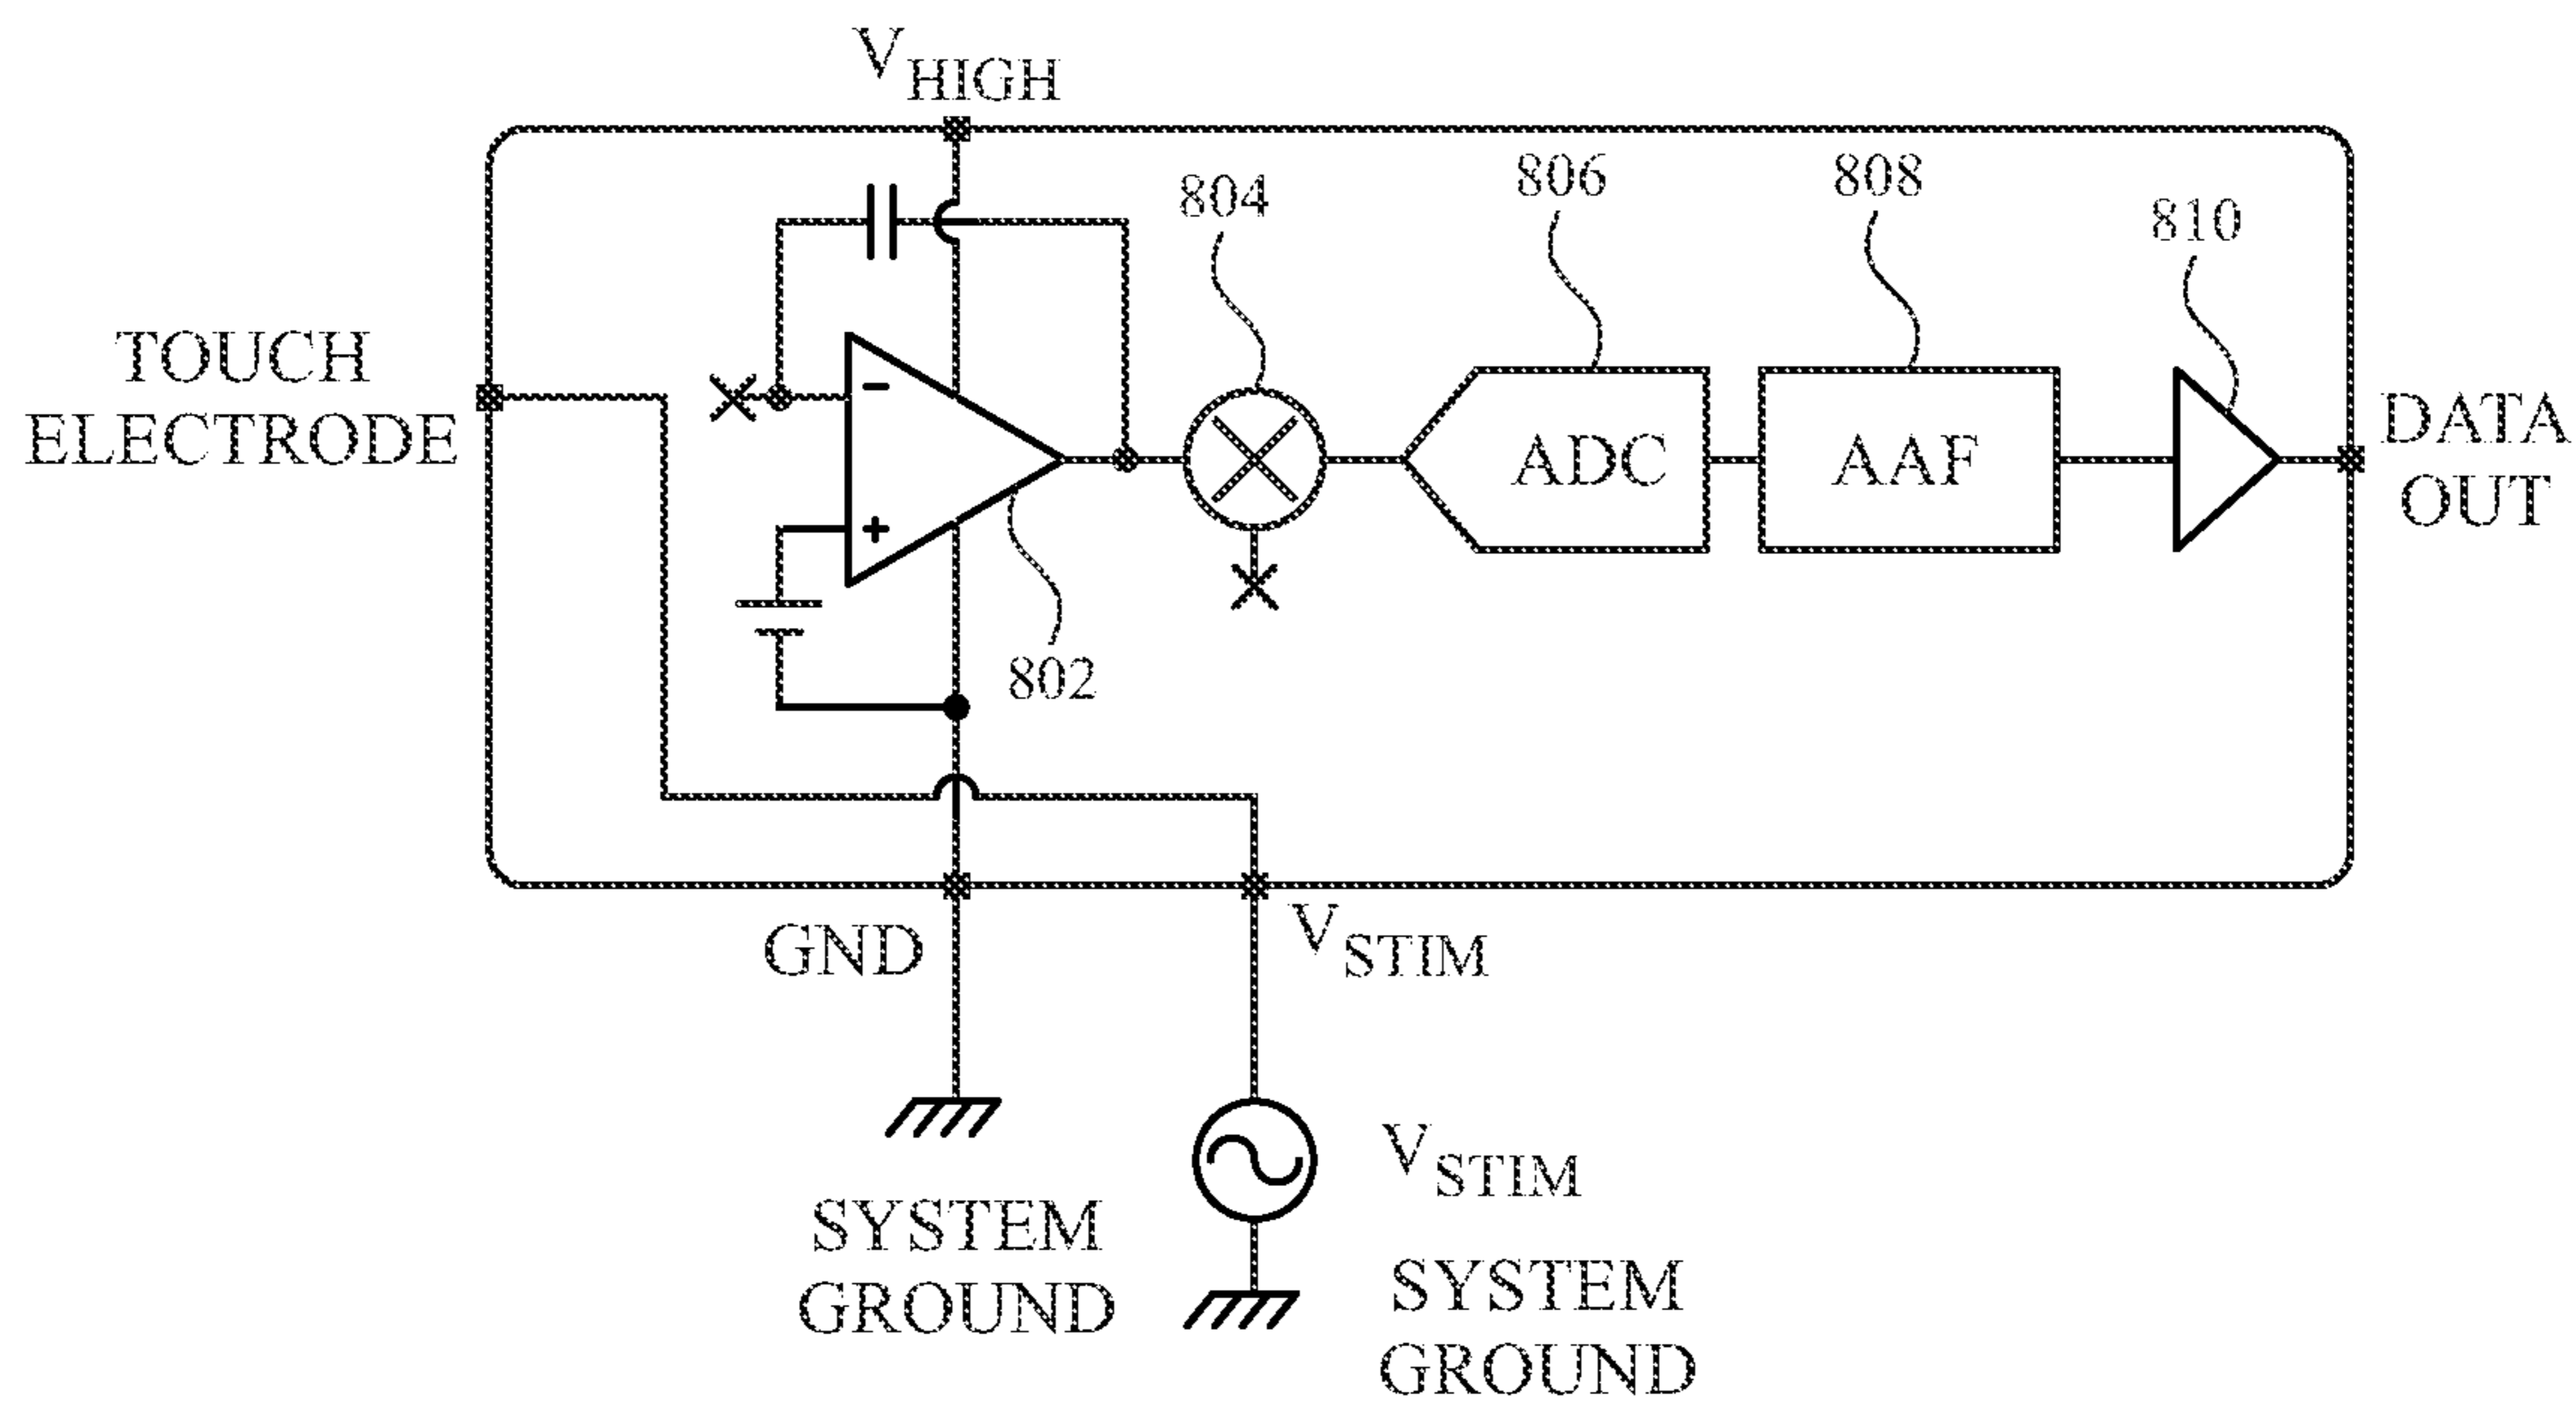 VHIGH
804
806
808
810
TOUCH
ELECTRODE
-
+
ADC
AAF
DATA
OUT
802
GND
VSTIM
VSTIM
SYSTEM
GROUND
SYSTEM
GROUND